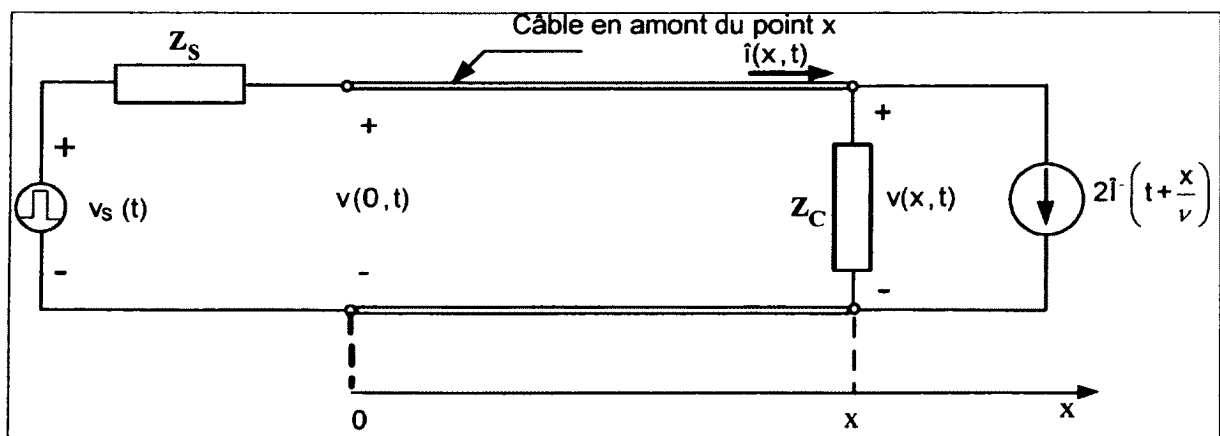 Câble en amont du point x
Z_S
î(x,t)
+
+
+
v_S (t)
v(0,t)
Z_C
v(x,t)
2Î⁻(t+x/ν)
-
-
-
0
x
x